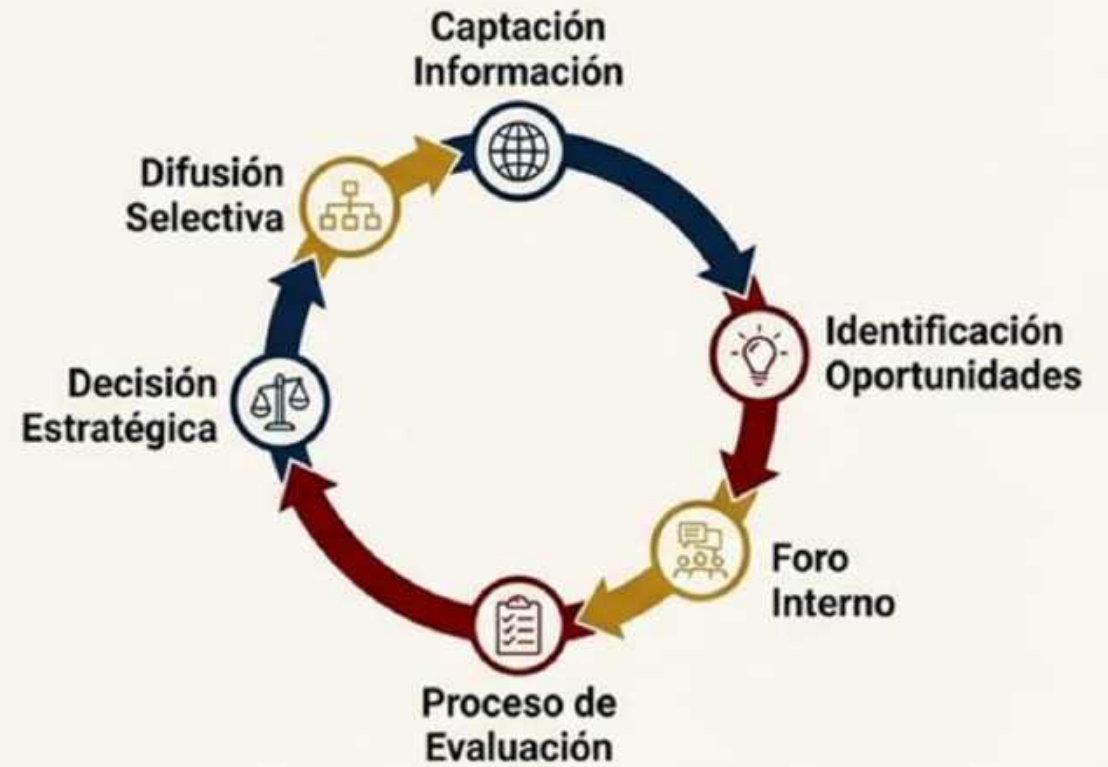 Captación
Información
Identificación
Oportunidades
Foro
Interno
Proceso de
Evaluación
Decisión
Estratégica
Difusión
Selectiva